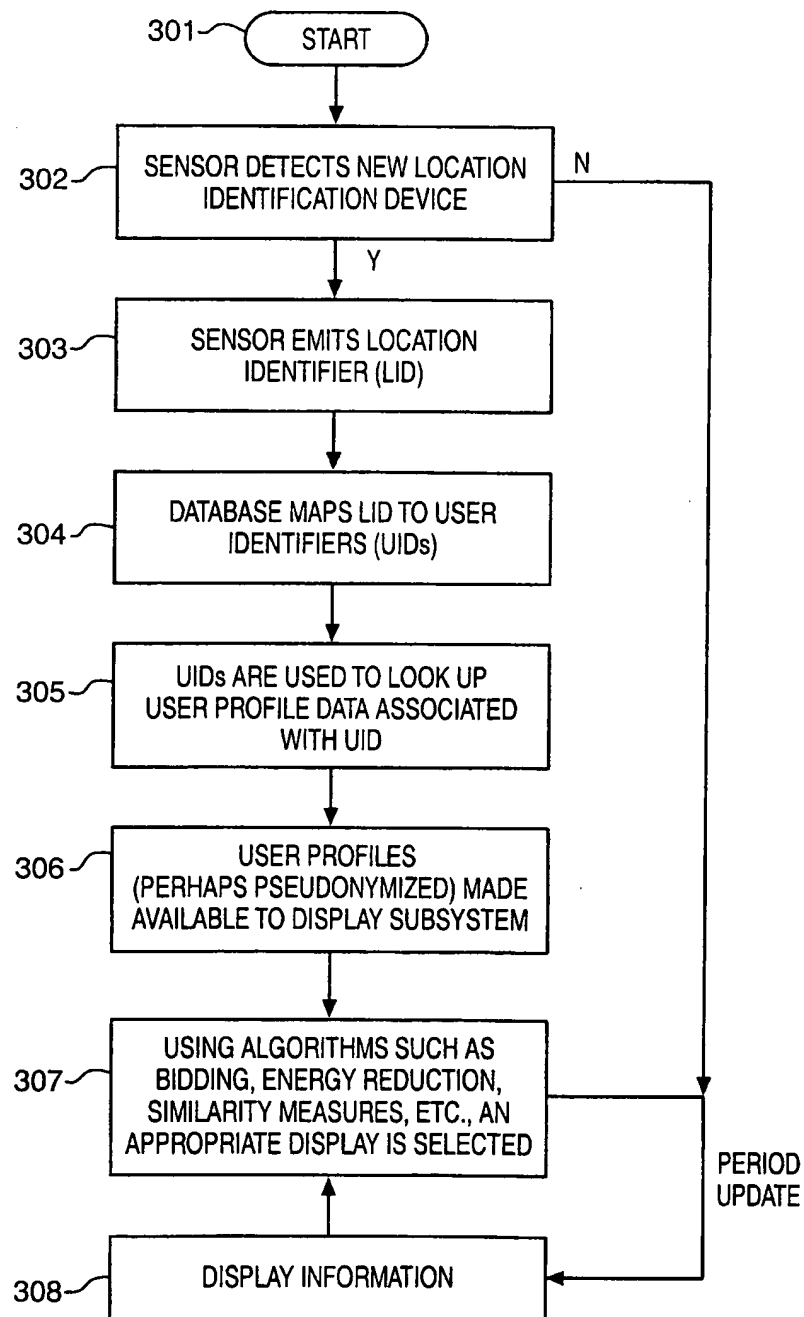 301
START
302
SENSOR DETECTS NEW LOCATION
IDENTIFICATION DEVICE
N
Y
303
SENSOR EMITS LOCATION
IDENTIFIER (LID)
304
DATABASE MAPS LID TO USER
IDENTIFIERS (UIDs)
305
UIDs ARE USED TO LOOK UP
USER PROFILE DATA ASSOCIATED
WITH UID
306
USER PROFILES
(PERHAPS PSEUDONYMIZED) MADE
AVAILABLE TO DISPLAY SUBSYSTEM
307
USING ALGORITHMS SUCH AS
BIDDING, ENERGY REDUCTION,
SIMILARITY MEASURES, ETC., AN
APPROPRIATE DISPLAY IS SELECTED
PERIOD
UPDATE
308
DISPLAY INFORMATION